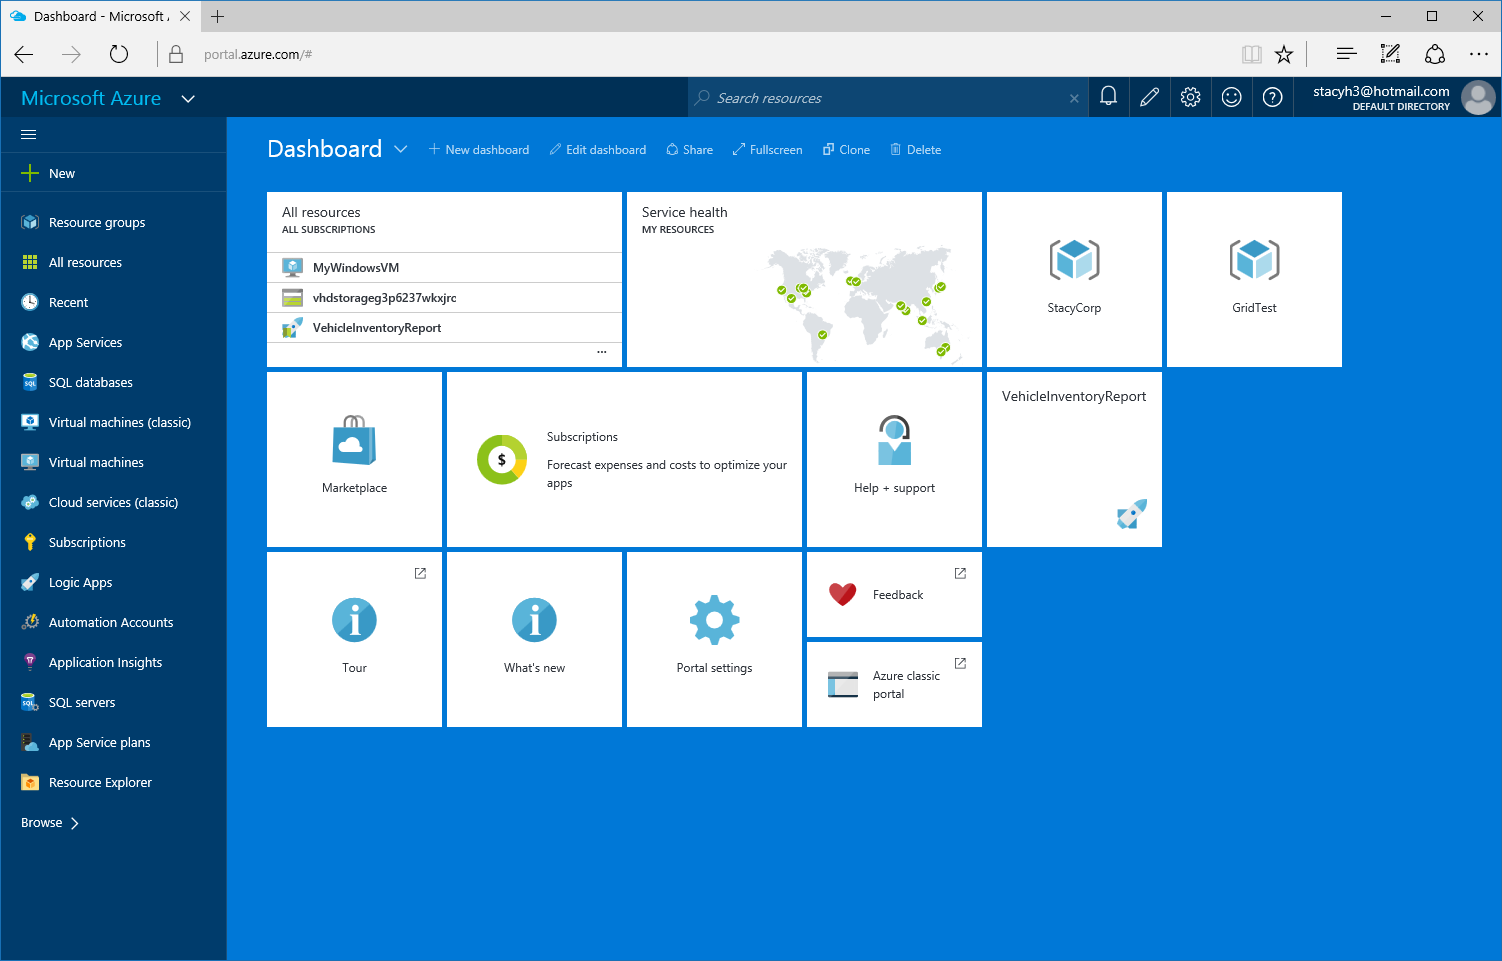 Dashboard - Microsoft A
portal.azure.com/#
Microsoft Azure
Search resources
stacyh3@hotmail.com
DEFAULT DIRECTORY
New
Resource groups
All resources
Recent
App Services
SQL databases
Virtual machines (classic)
Virtual machines
Cloud services (classic)
Subscriptions
Logic Apps
Automation Accounts
Application Insights
SQL servers
App Service plans
Resource Explorer
Browse
Dashboard
New dashboard
Edit dashboard
Share
Fullscreen
Clone
Delete
All resources
ALL SUBSCRIPTIONS
MyWindowsVM
vhdstorageg3p6237wkxjrc
VehicleInventoryReport
...
Service health
MY RESOURCES
StacyCorp
GridTest
Marketplace
$
Subscriptions
Forecast expenses and costs to optimize your
apps
Help + support
VehicleInventoryReport
Tour
What's new
Portal settings
Feedback
Azure classic
portal